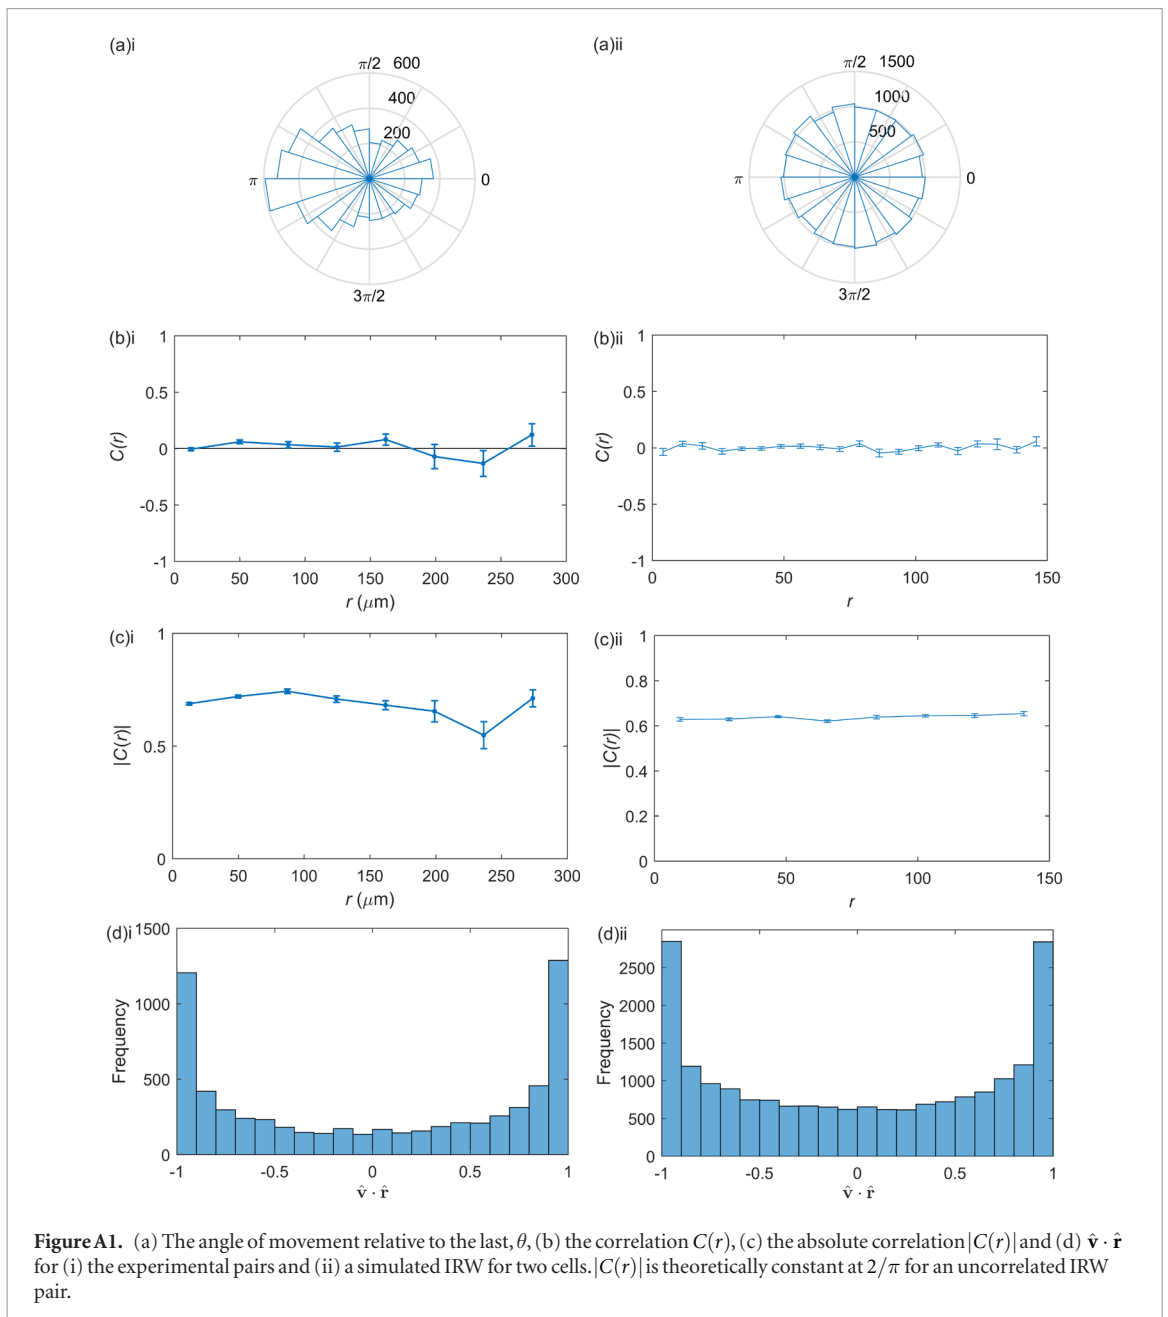 (a)i
π/2 600
400
200
π
0
3π/2
(a)ii
π/2 1500
1000
500
π
0
3π/2
(b)i
1
0.5
0
-0.5
-1
C(r)
0 50 100 150 200 250 300
r (μm)
(b)ii
1
0.5
0
-0.5
-1
C(r)
0 50 100 150
r
(c)i
1
0.5
0
|C(r)|
0 50 100 150 200 250 300
r (μm)
(c)ii
1
0.8
0.6
0.4
0.2
0
|C(r)|
0 50 100 150
r
(d)i
1500
1000
500
0
Frequency
-1 -0.5 0 0.5 1
v̂ · r̂
(d)ii
2500
2000
1500
1000
500
0
Frequency
-1 -0.5 0 0.5 1
v̂ · r̂
Figure A1. (a) The angle of movement relative to the last, θ, (b) the correlation C(r), (c) the absolute correlation |C(r)| and (d) v̂ · r̂
for (i) the experimental pairs and (ii) a simulated IRW for two cells. |C(r)| is theoretically constant at 2/π for an uncorrelated IRW
pair.